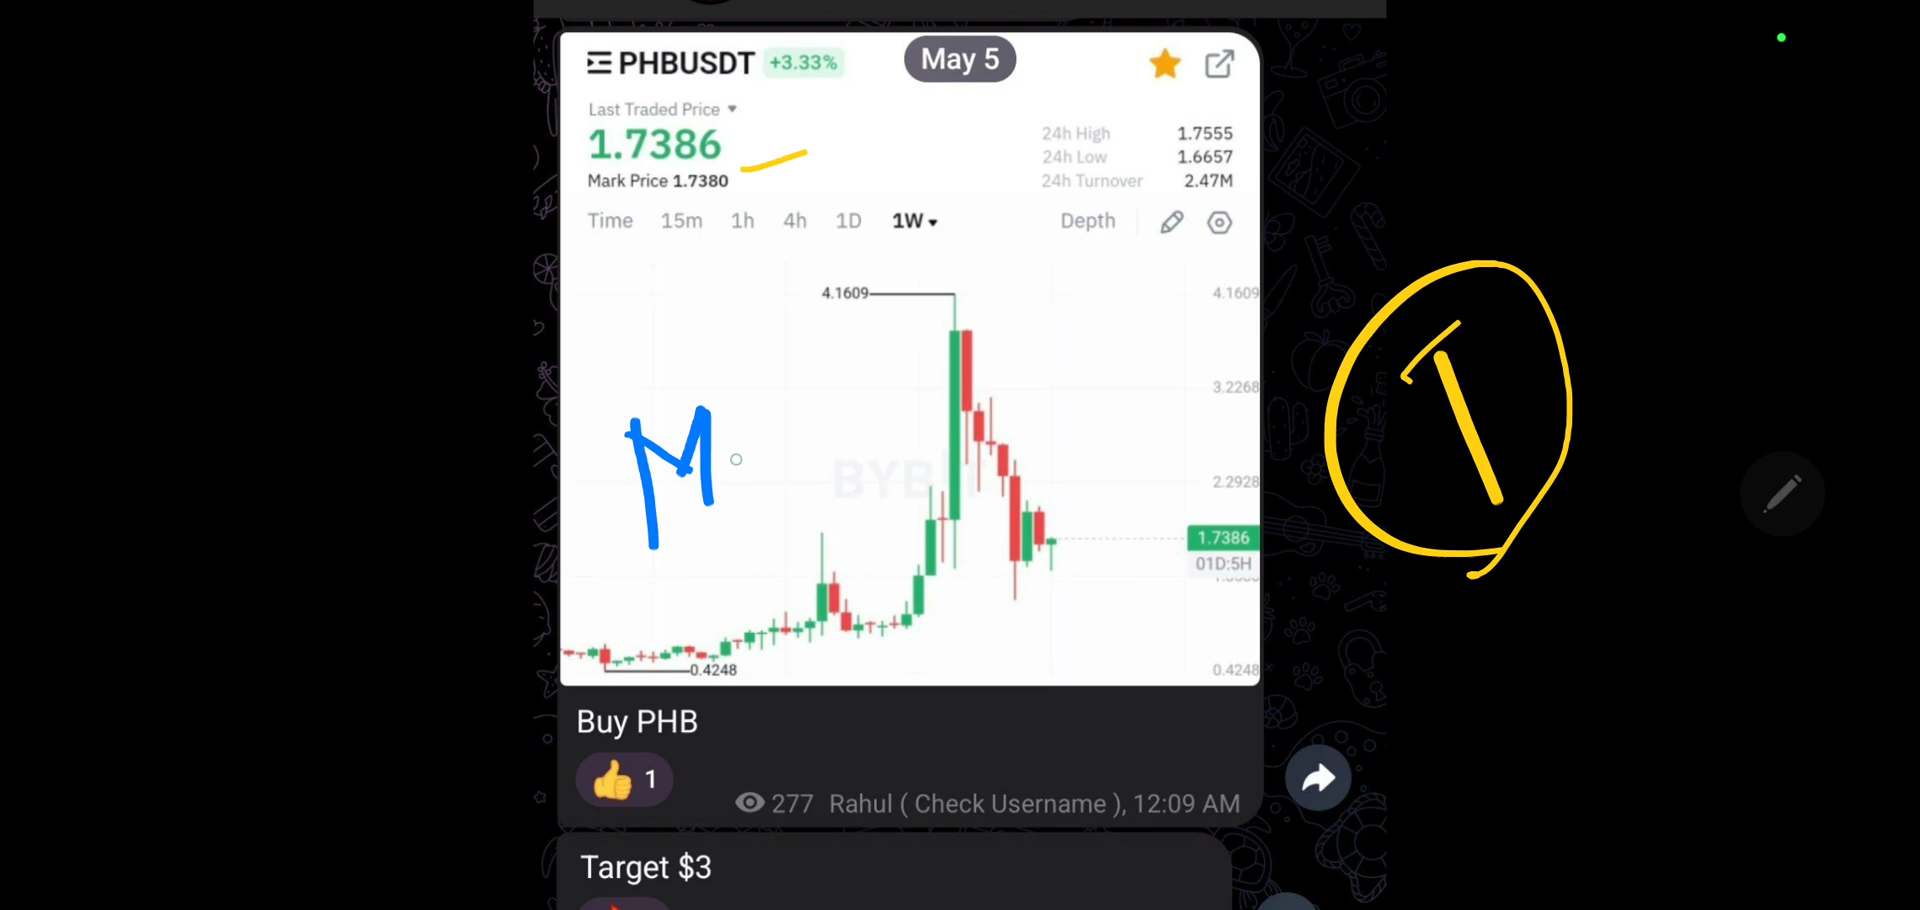 PHBUSDT +3.33% May 5
Last Traded Price
1.7386
Mark Price 1.7380
24h High 1.7555
24h Low 1.6657
24h Turnover 2.47M
Time 15m 1h 4h 1D 1W Depth
4.1609 4.1609
3.2268
M
T
BYBIT
2.2928
1.7386
01D:5H
0.4248 0.4248
Buy PHB
👍 1
277 Rahul ( Check Username ), 12:09 AM
Target $3